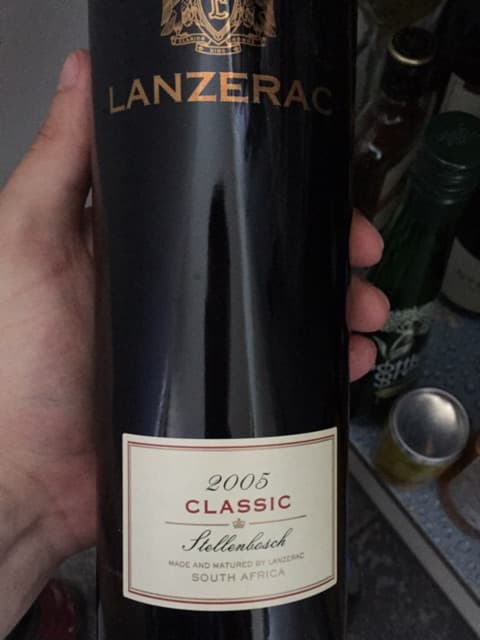 LANZERAC
2005
CLASSIC
Stellenbosch
MADE AND MATURED BY LANZERAC
SOUTH AFRICA